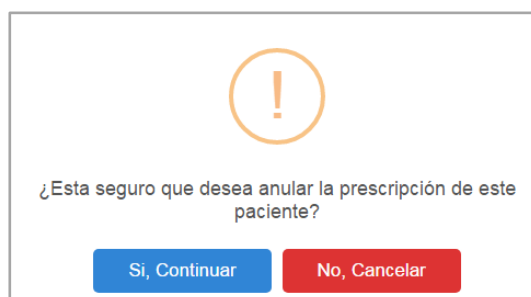 !
¿Esta seguro que desea anular la prescripción de este
paciente?
Si, Continuar
No, Cancelar